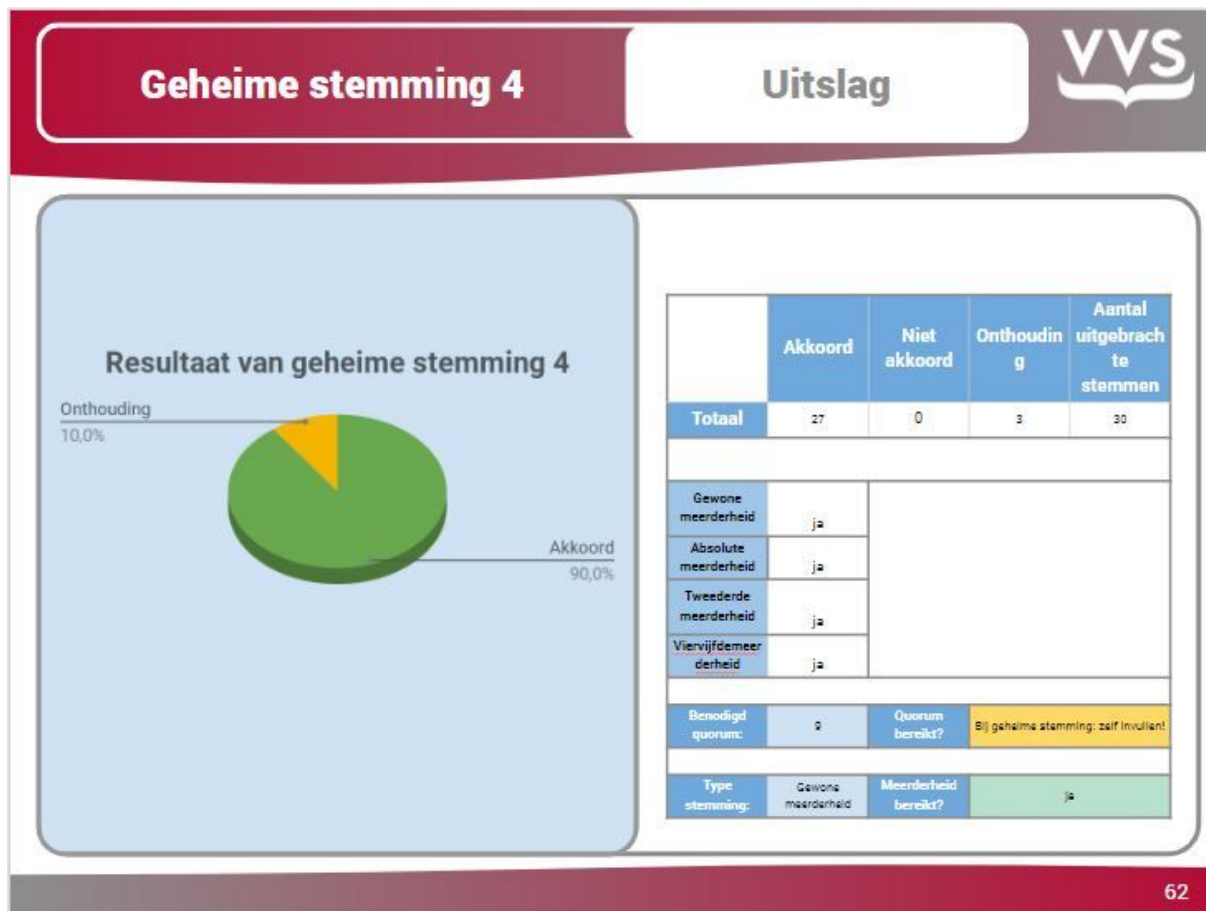 Geheime stemming 4
Uitslag
VVS
Resultaat van geheime stemming 4
Onthouding
10,0%
Akkoord
90,0%
Akkoord
Niet
akkoord
Onthoudin
g
Aantal
uitgebrach
te
stemmen
Totaal
27
0
3
30
Gewone
meerderheid
ja
Absolute
meerderheid
ja
Tweederde
meerderheid
ja
Viervijfdemeer
derheid
ja
Benodigd
quorum:
9
Quorum
bereikt?
Bij geheime stemming: zelf invullen!
Type
stemming:
Gewone
meerderheid
Meerderheid
bereikt?
ja
62